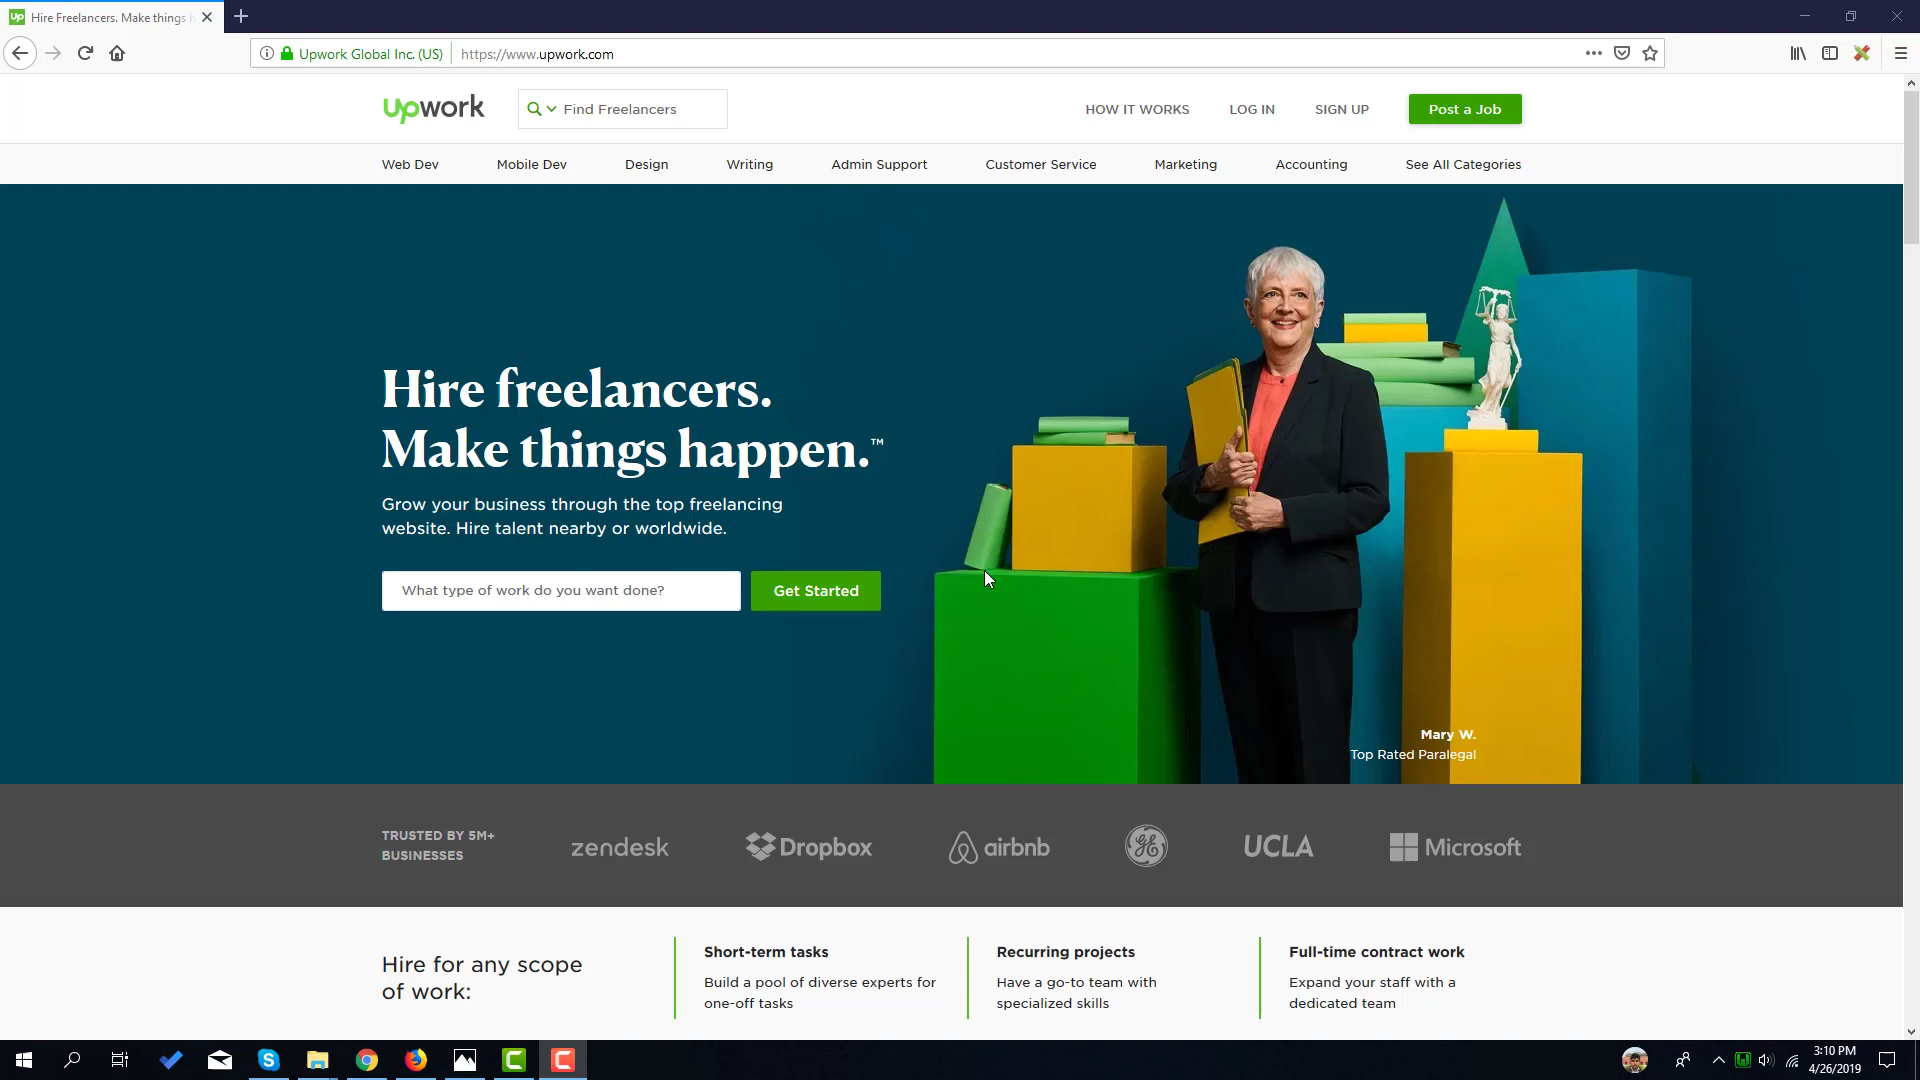 Hire Freelancers. Make things h
Upwork Global Inc. (US)
https://www.upwork.com
upwork
Find Freelancers
HOW IT WORKS
LOG IN
SIGN UP
Post a Job
Web Dev
Mobile Dev
Design
Writing
Admin Support
Customer Service
Marketing
Accounting
See All Categories
Hire freelancers.
Make things happen.™
Grow your business through the top freelancing
website. Hire talent nearby or worldwide.
What type of work do you want done?
Get Started
Mary W.
Top Rated Paralegal
TRUSTED BY 5M+
BUSINESSES
zendesk
Dropbox
airbnb
GE
UCLA
Microsoft
Hire for any scope
of work:
Short-term tasks
Build a pool of diverse experts for
one-off tasks
Recurring projects
Have a go-to team with
specialized skills
Full-time contract work
Expand your staff with a
dedicated team
3:10 PM
4/26/2019